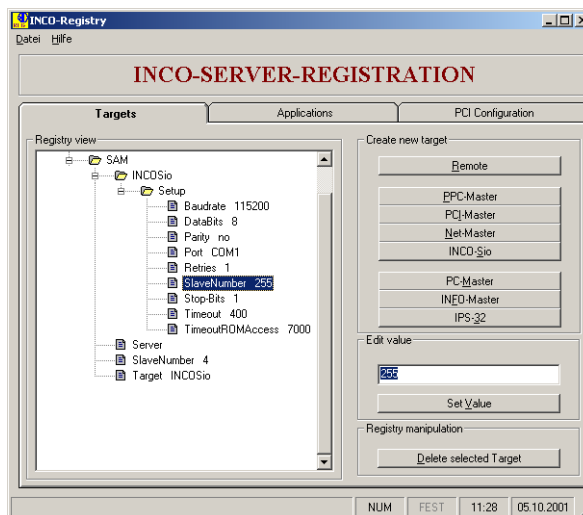 INCO-Registry
Datei Hilfe
INCO-SERVER-REGISTRATION
Targets Applications PCI Configuration
Registry view
SAM
INCOSio
Setup
Baudrate 115200
DataBits 8
Parity no
Port COM1
Retries 1
SlaveNumber 255
Stop-Bits 1
Timeout 400
TimeoutROMAccess 7000
Server
SlaveNumber 4
Target INCOSio
Create new target
Remote
PPC-Master
PCI-Master
Net-Master
INCO-Sio
PC-Master
INFO-Master
IPS-32
Edit value
255
Set Value
Registry manipulation
Delete selected Target
NUM FEST 11:28 05.10.2001